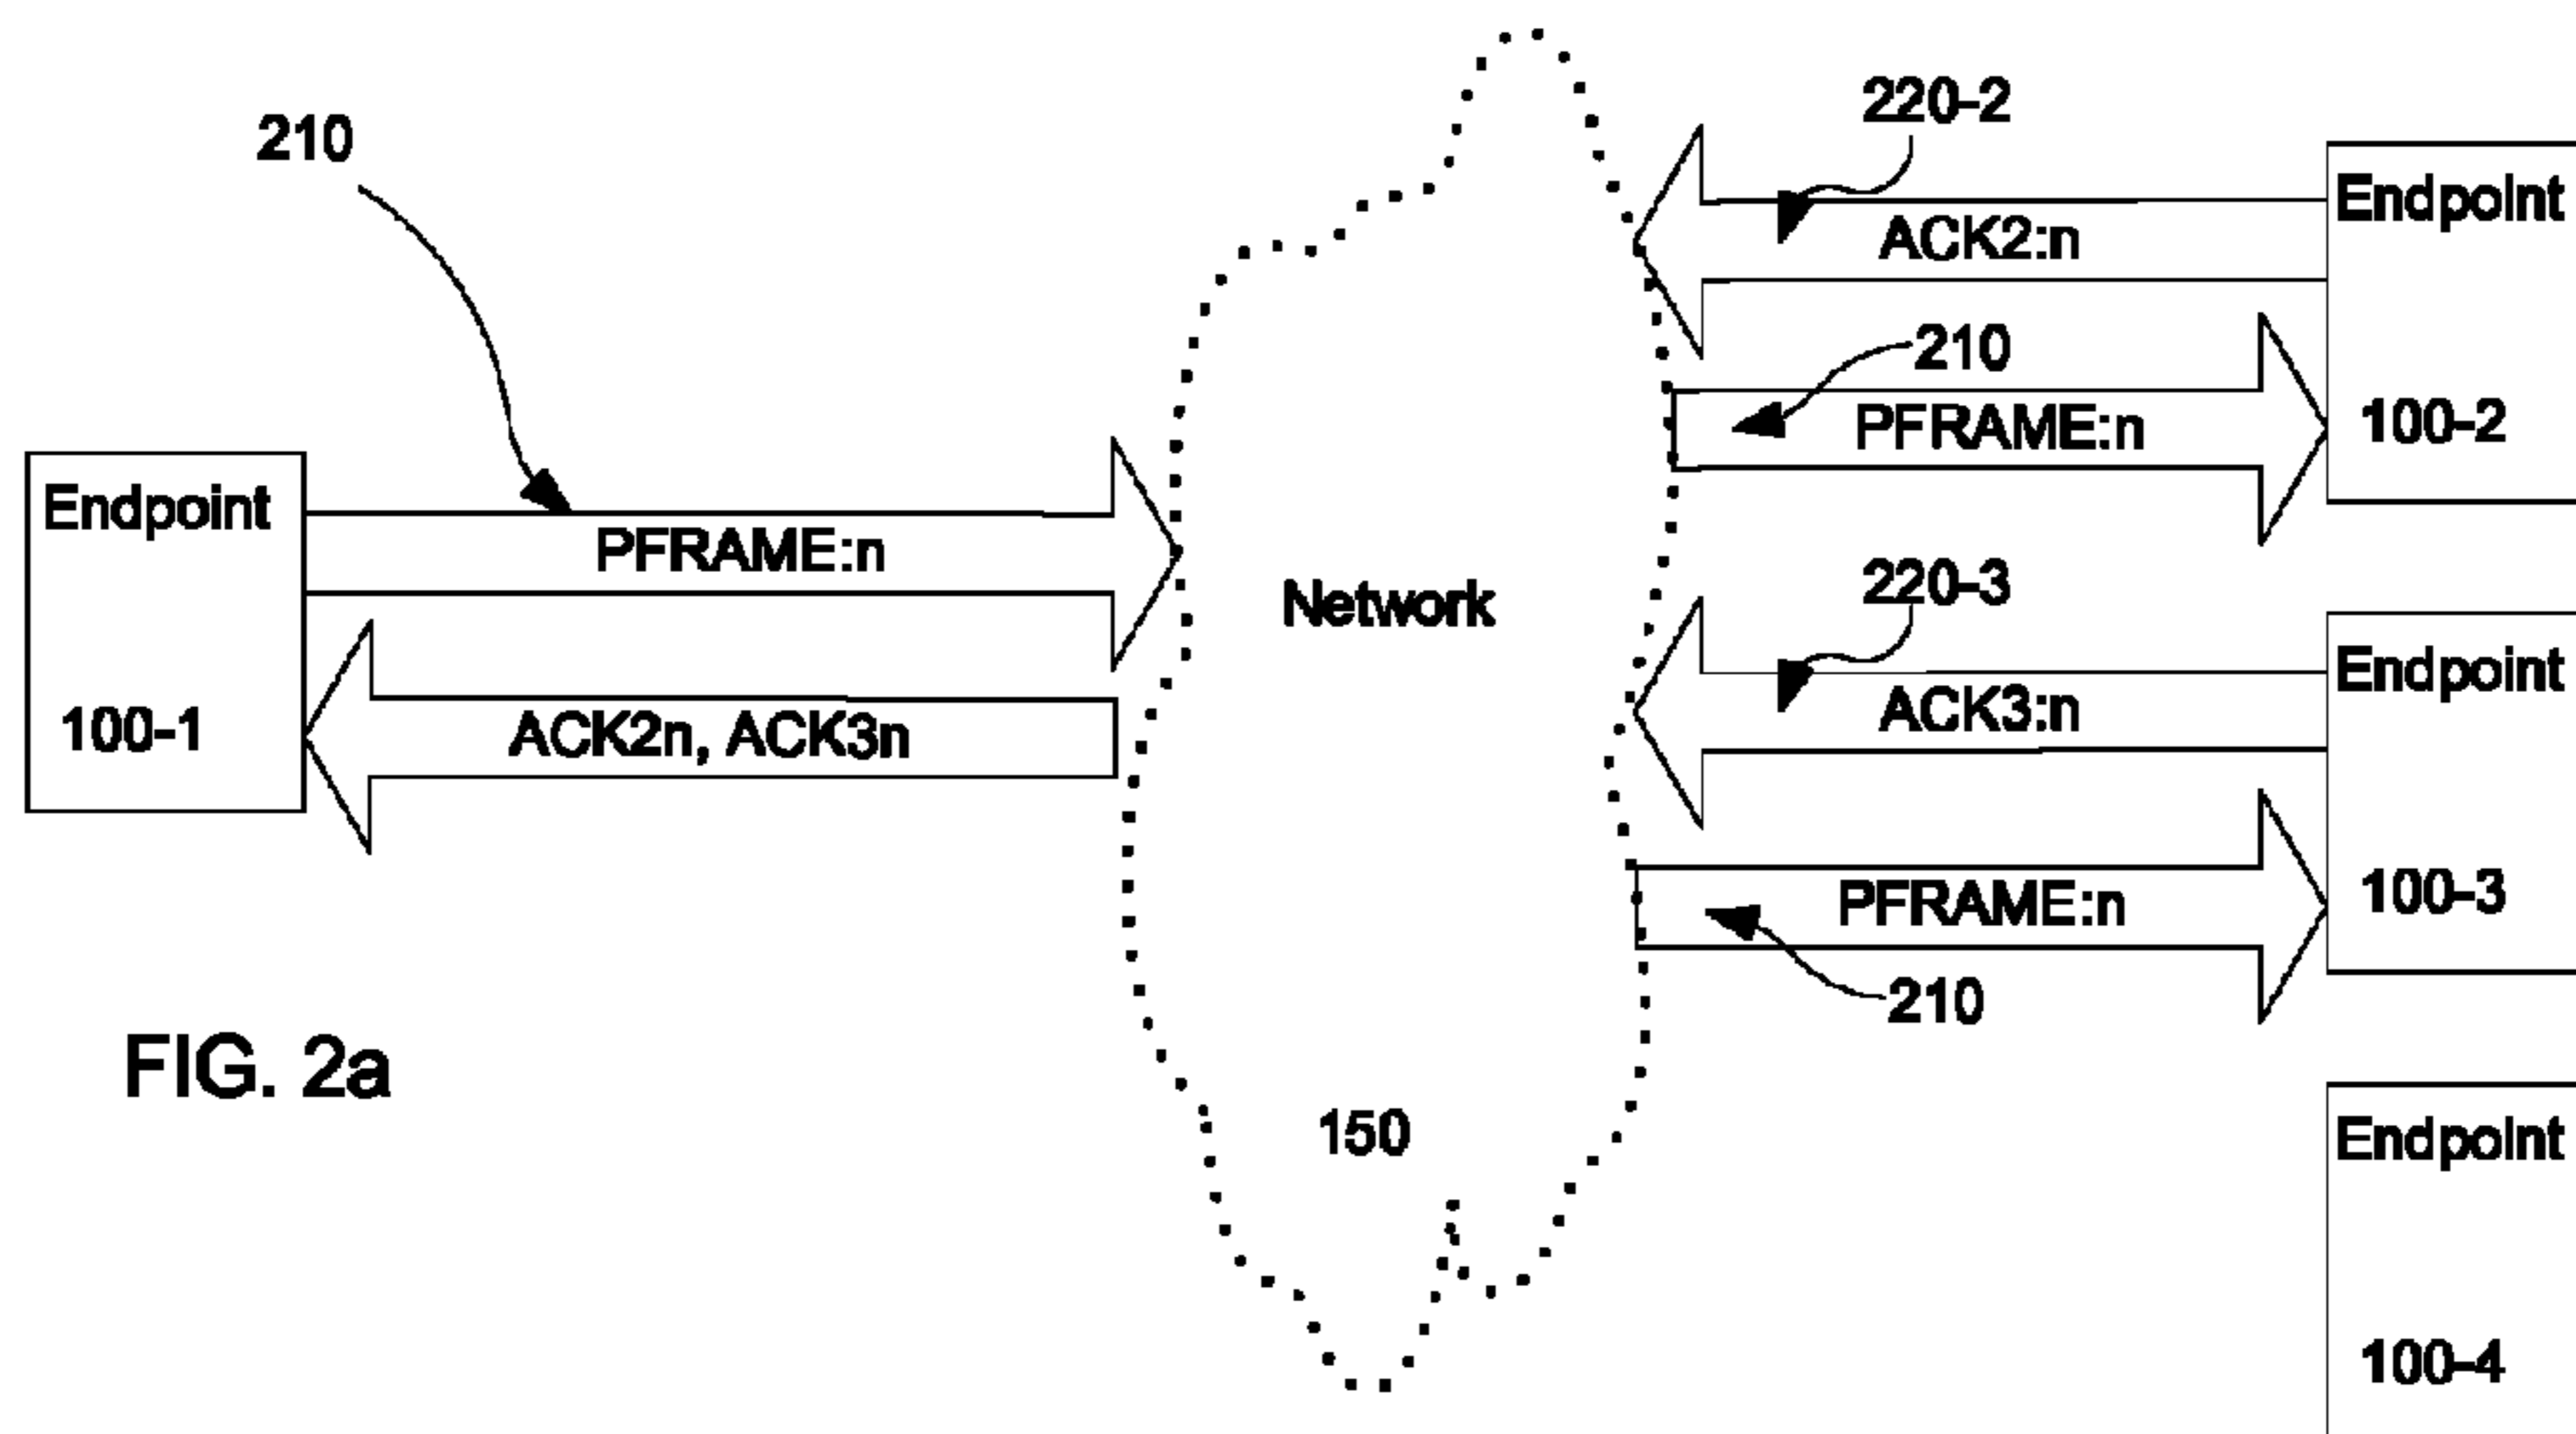 210
Endpoint
100-1
PFRAME:n
ACK2n, ACK3n
FIG. 2a
Network
150
220-2
ACK2:n
210
PFRAME:n
Endpoint
100-2
220-3
ACK3:n
PFRAME:n
210
Endpoint
100-3
Endpoint
100-4